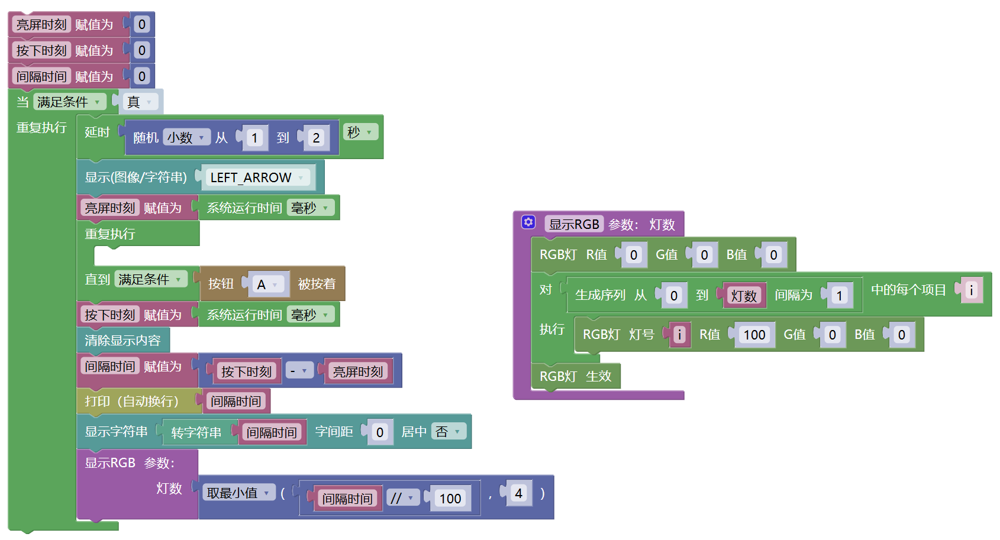 亮屏时刻 赋值为 0
按下时刻 赋值为 0
间隔时间 赋值为 0
当 满足条件 真
重复执行
延时 随机 小数 从 1 到 2 秒
显示(图像/字符串) LEFT_ARROW
亮屏时刻 赋值为 系统运行时间 毫秒
重复执行
直到 满足条件 按钮 A 被按着
按下时刻 赋值为 系统运行时间 毫秒
清除显示内容
间隔时间 赋值为 按下时刻 - 亮屏时刻
打印（自动换行） 间隔时间
显示字符串 转字符串 间隔时间 字间距 0 居中 否
显示RGB 参数:
灯数 取最小值 ( 间隔时间 // 100 , 4 )
显示RGB 参数: 灯数
RGB灯 R值 0 G值 0 B值 0
对 生成序列 从 0 到 灯数 间隔为 1 中的每个项目 i
执行 RGB灯 灯号 i R值 100 G值 0 B值 0
RGB灯 生效